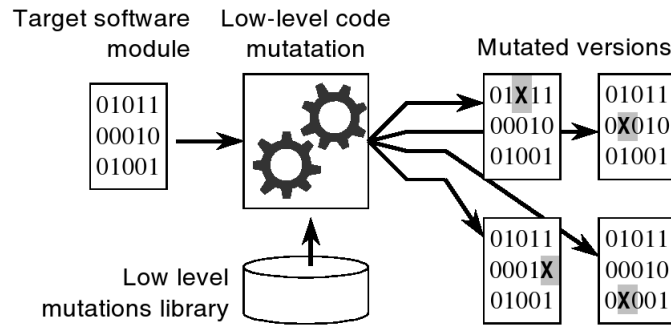 Target software
module
Low-level code
mutatation
Mutated versions
01011
00010
01001
01X11
00010
01001
01011
0X010
01001
01011
0001X
01001
01011
00010
0X001
Low level
mutations library